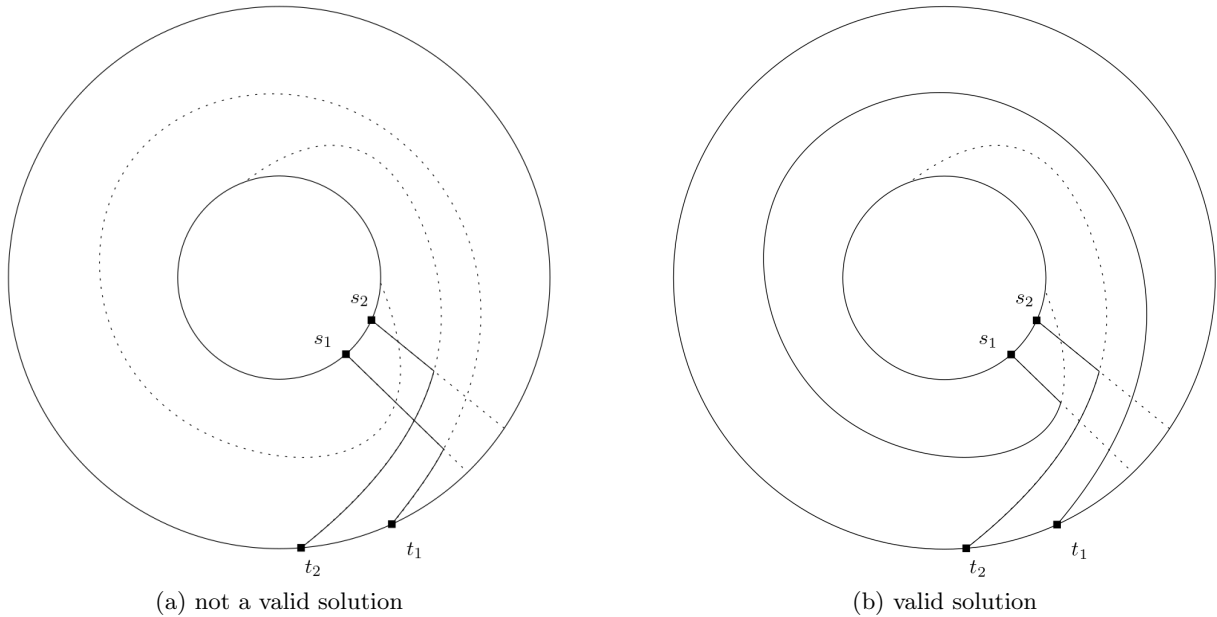 s₂
s₁
t₁
t₂
(a) not a valid solution
s₂
s₁
t₁
t₂
(b) valid solution